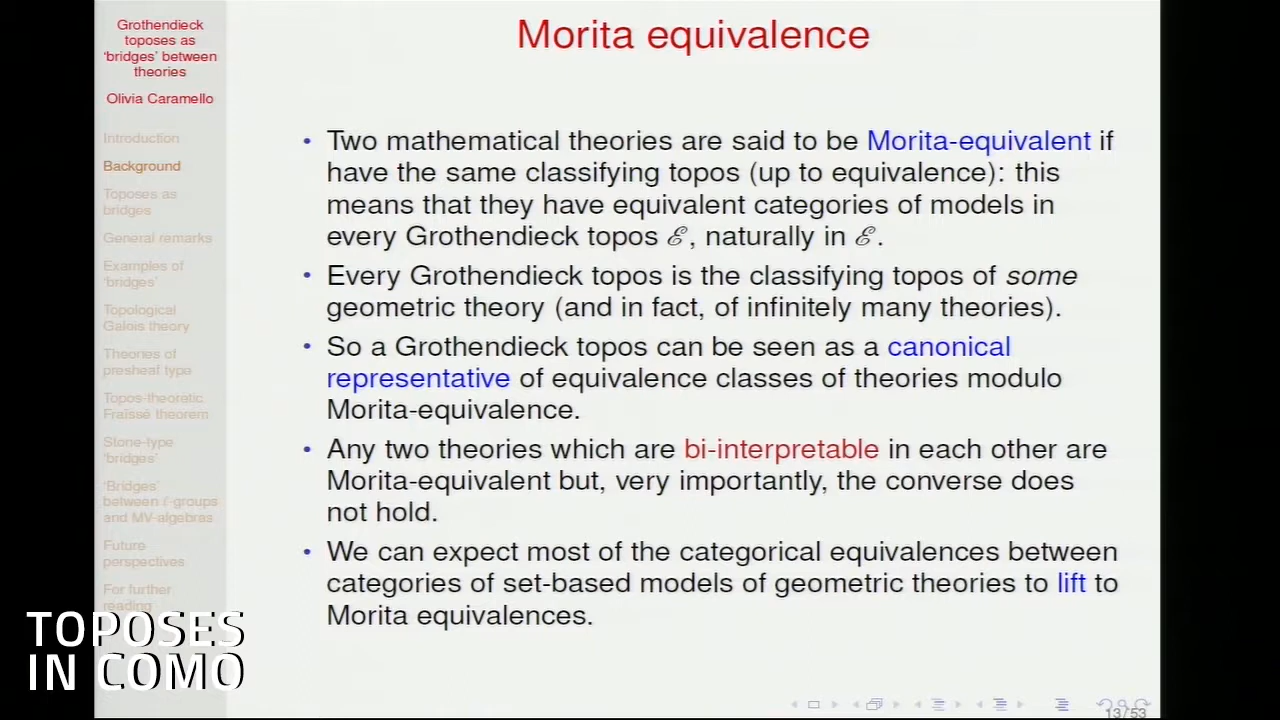 Grothendieck
toposes as
'bridges' between
theories
Olivia Caramello
Introduction
Background
Toposes as
bridges
General remarks
Examples of
'bridges'
Topological
Galois theory
Theories of
presheaf type
Topos-theoretic
Fraïssé theorem
Stone-type
'bridges'
'Bridges'
between ℓ-groups
and MV-algebras
Future
perspectives
For further
reading
TOPOSES
IN COMO
Morita equivalence
• Two mathematical theories are said to be Morita-equivalent if
have the same classifying topos (up to equivalence): this
means that they have equivalent categories of models in
every Grothendieck topos ℰ, naturally in ℰ.
• Every Grothendieck topos is the classifying topos of some
geometric theory (and in fact, of infinitely many theories).
• So a Grothendieck topos can be seen as a canonical
representative of equivalence classes of theories modulo
Morita-equivalence.
• Any two theories which are bi-interpretable in each other are
Morita-equivalent but, very importantly, the converse does
not hold.
• We can expect most of the categorical equivalences between
categories of set-based models of geometric theories to lift to
Morita equivalences.
13/53